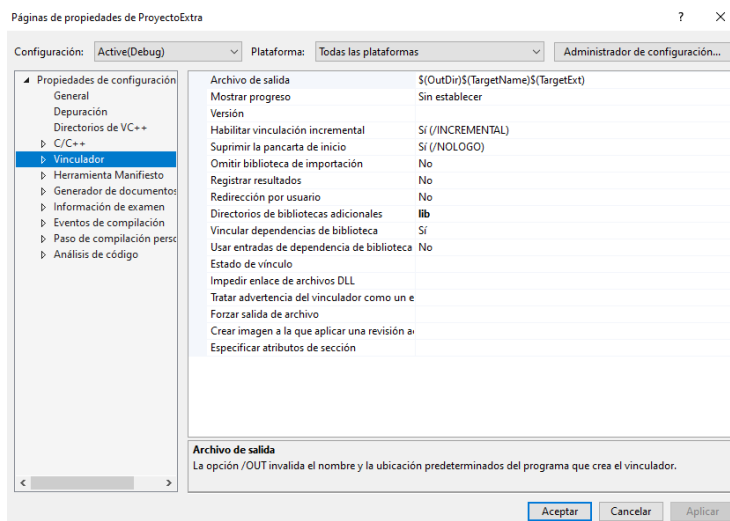 Páginas de propiedades de ProyectoExtra ? ×
Configuración: Active(Debug) Plataforma: Todas las plataformas Administrador de configuración...
Propiedades de configuración
General
Depuración
Directorios de VC++
C/C++
Vinculador
Herramienta Manifiesto
Generador de documentos
Información de examen
Eventos de compilación
Paso de compilación perso
Análisis de código
Archivo de salida $(OutDir)$(TargetName)$(TargetExt)
Mostrar progreso Sin establecer
Versión
Habilitar vinculación incremental Sí (/INCREMENTAL)
Suprimir la pancarta de inicio Sí (/NOLOGO)
Omitir biblioteca de importación No
Registrar resultados No
Redirección por usuario No
Directorios de bibliotecas adicionales lib
Vincular dependencias de biblioteca Sí
Usar entradas de dependencia de biblioteca No
Estado de vínculo
Impedir enlace de archivos DLL
Tratar advertencia del vinculador como un e
Forzar salida de archivo
Crear imagen a la que aplicar una revisión a
Especificar atributos de sección
Archivo de salida
La opción /OUT invalida el nombre y la ubicación predeterminados del programa que crea el vinculador.
Aceptar Cancelar Aplicar